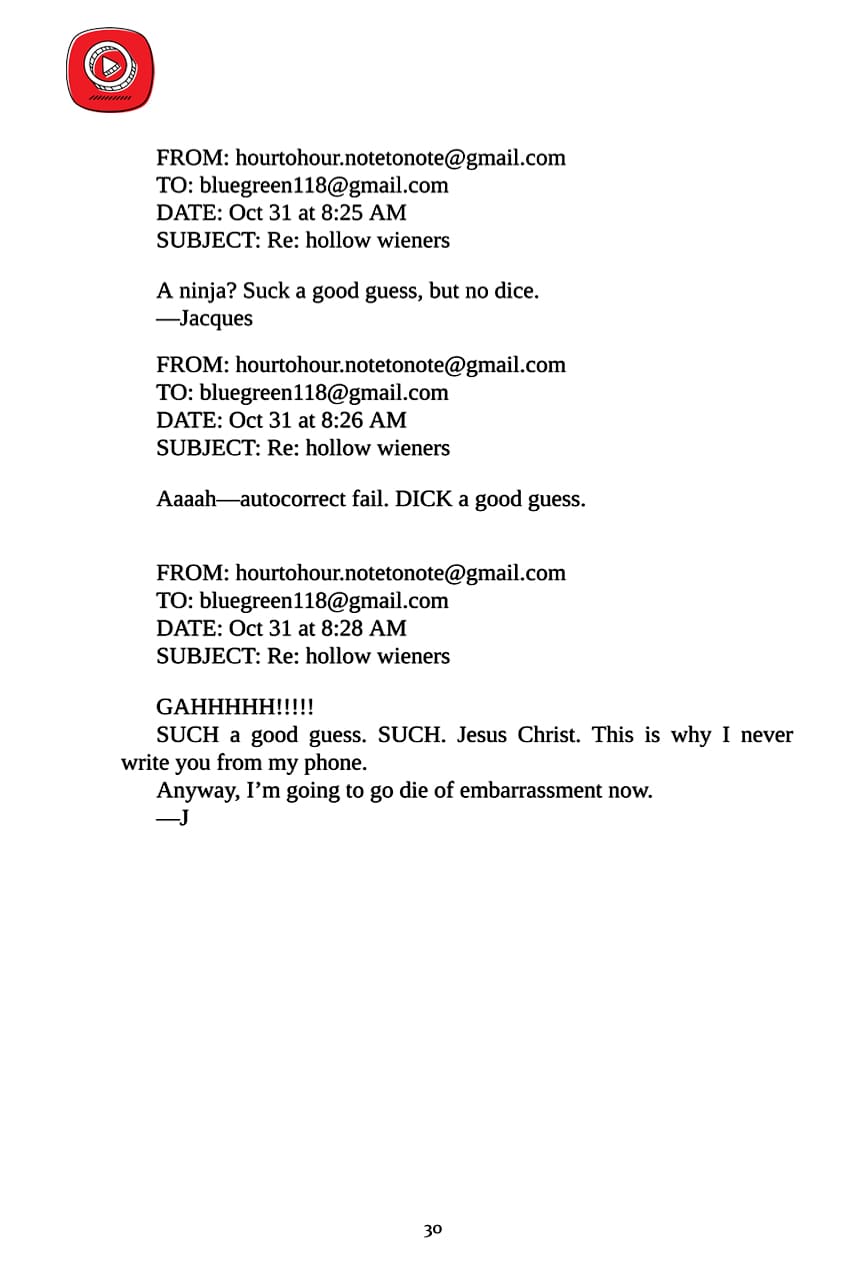 FROM: hourtohour.notetonote@gmail.com
TO: bluegreen118@gmail.com
DATE: Oct 31 at 8:25 AM
SUBJECT: Re: hollow wieners
A ninja? Suck a good guess, but no dice.
—Jacques
FROM: hourtohour.notetonote@gmail.com
TO: bluegreen118@gmail.com
DATE: Oct 31 at 8:26 AM
SUBJECT: Re: hollow wieners
Aaaah—autocorrect fail. DICK a good guess.
FROM: hourtohour.notetonote@gmail.com
TO: bluegreen118@gmail.com
DATE: Oct 31 at 8:28 AM
SUBJECT: Re: hollow wieners
GAHHHHH!!!!!
SUCH a good guess. SUCH. Jesus Christ. This is why I never
write you from my phone.
Anyway, I’m going to go die of embarrassment now.
—J
30